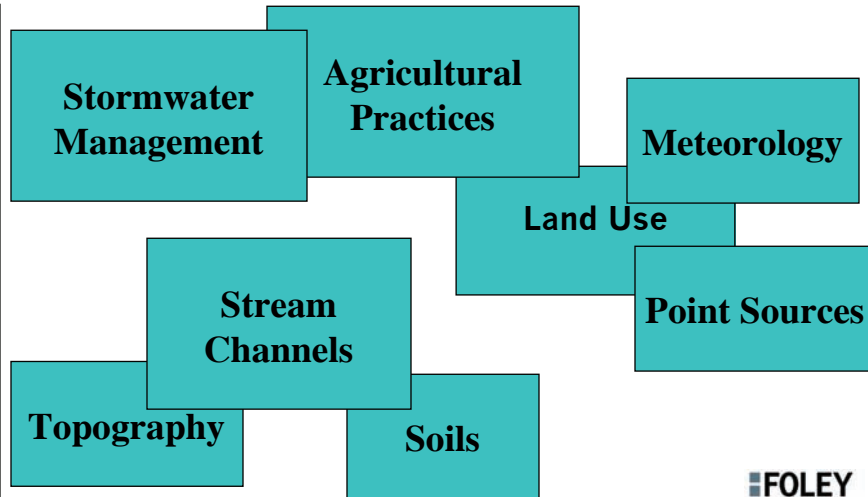 Stormwater
Management
Agricultural
Practices
Meteorology
Land Use
Point Sources
Stream
Channels
Topography
Soils
FOLEY